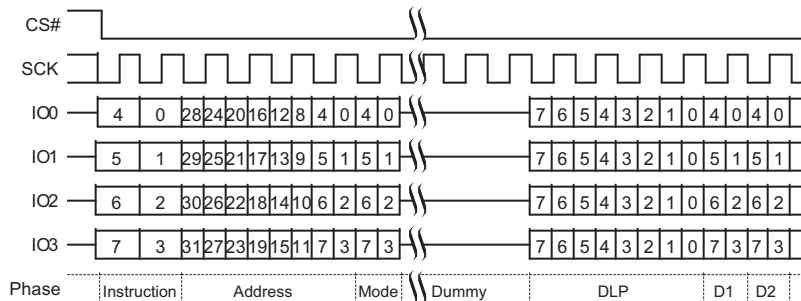 CS#
SCK
IO0 4 0 28 24 20 16 12 8 4 0 4 0 7 6 5 4 3 2 1 0 4 0 4 0
IO1 5 1 29 25 21 17 13 9 5 1 5 1 7 6 5 4 3 2 1 0 5 1 5 1
IO2 6 2 30 26 22 18 14 10 6 2 6 2 7 6 5 4 3 2 1 0 6 2 6 2
IO3 7 3 31 27 23 19 15 11 7 3 7 3 7 6 5 4 3 2 1 0 7 3 7 3
Phase Instruction Address Mode Dummy DLP D1 D2